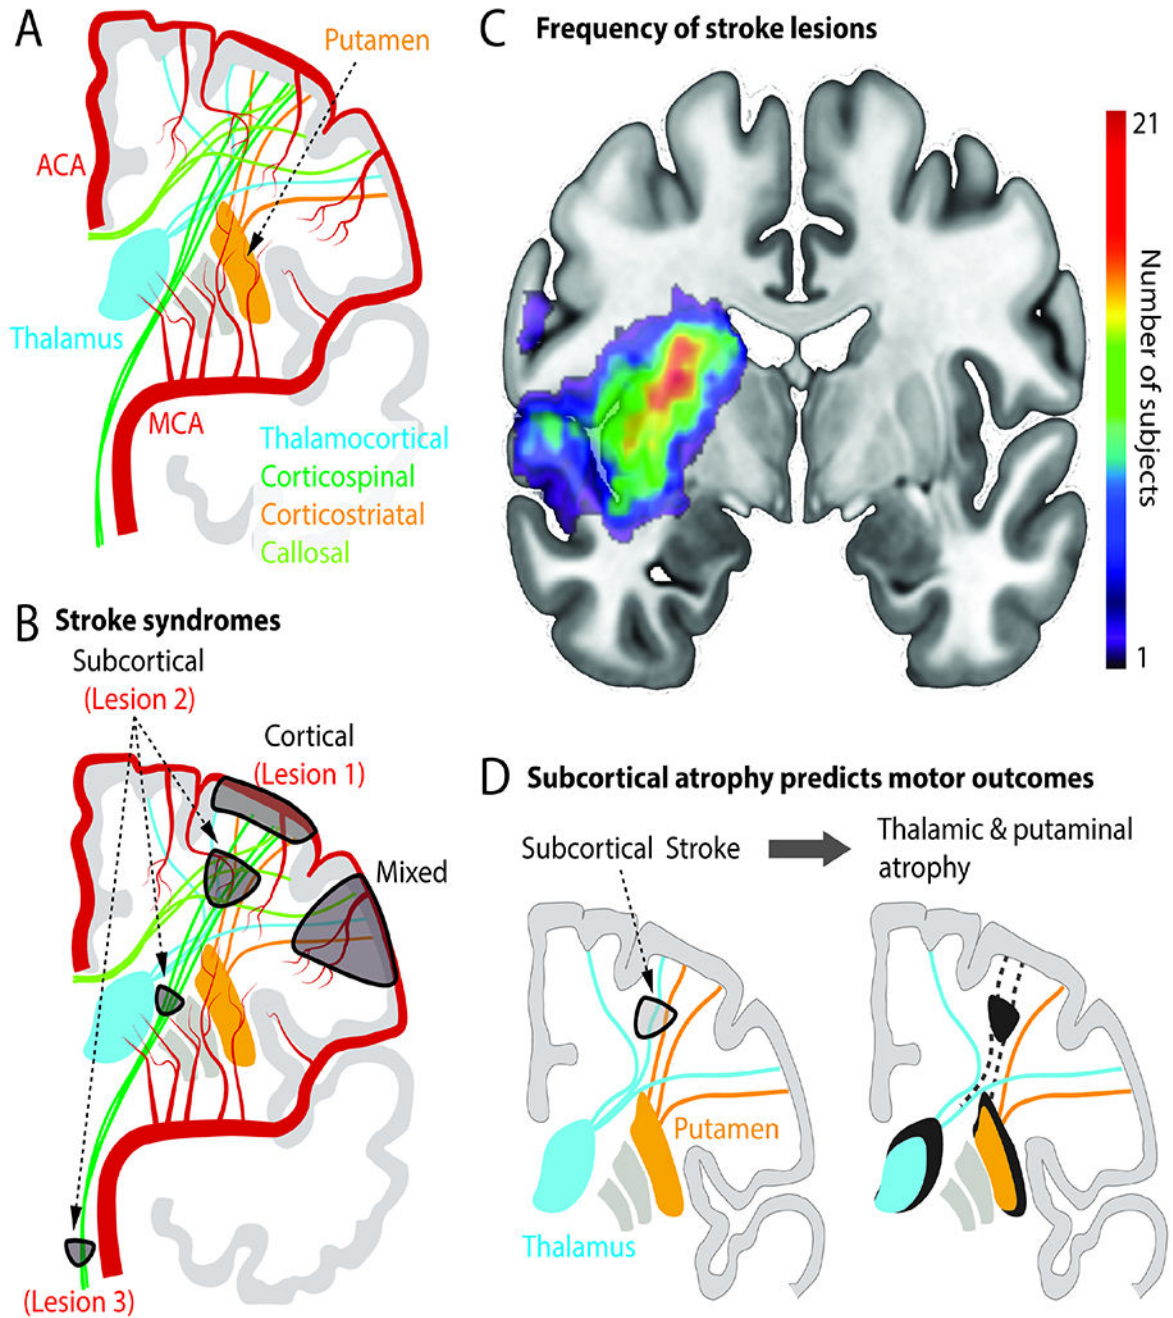 A
Putamen
ACA
Thalamus
MCA
Thalamocortical
Corticospinal
Corticostriatal
Callosal
B Stroke syndromes
Subcortical
(Lesion 2)
Cortical
(Lesion 1)
Mixed
(Lesion 3)
C Frequency of stroke lesions
21
Number of subjects
1
D Subcortical atrophy predicts motor outcomes
Subcortical Stroke
Thalamic & putaminal
atrophy
Putamen
Thalamus